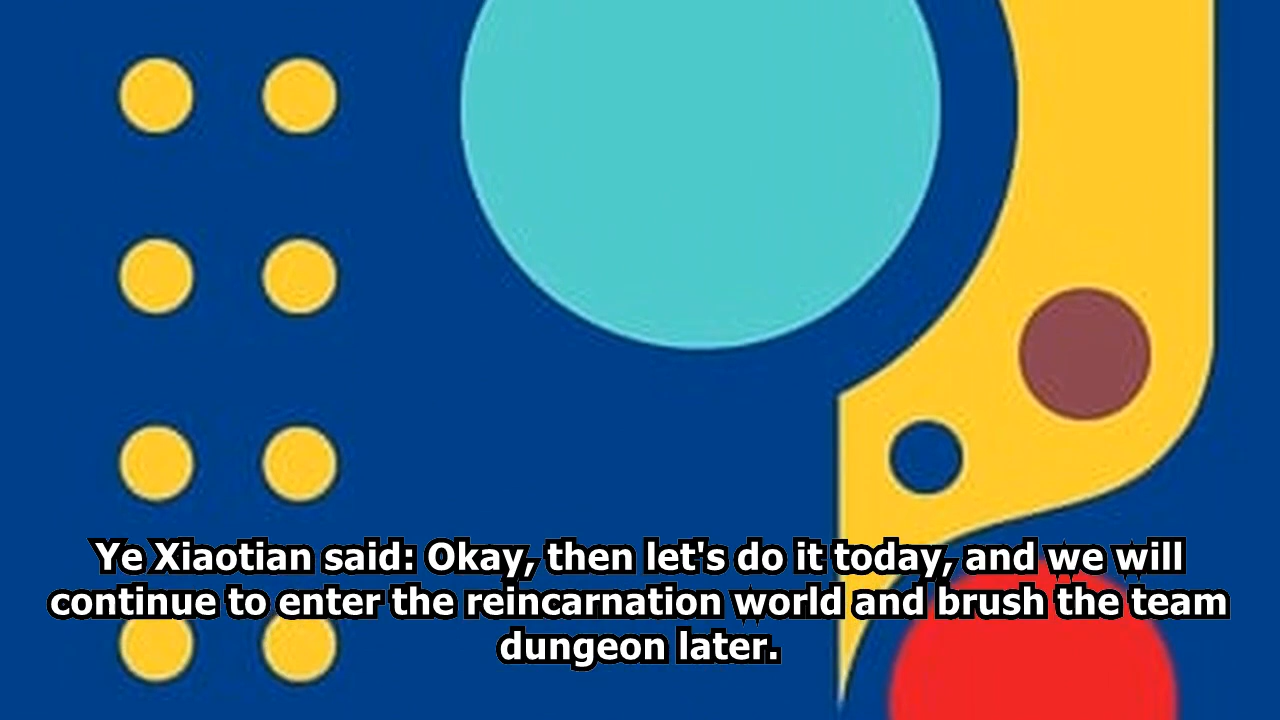 Ye Xiaotian said: Okay, then let's do it today, and we will
continue to enter the reincarnation world and brush the team
dungeon later.